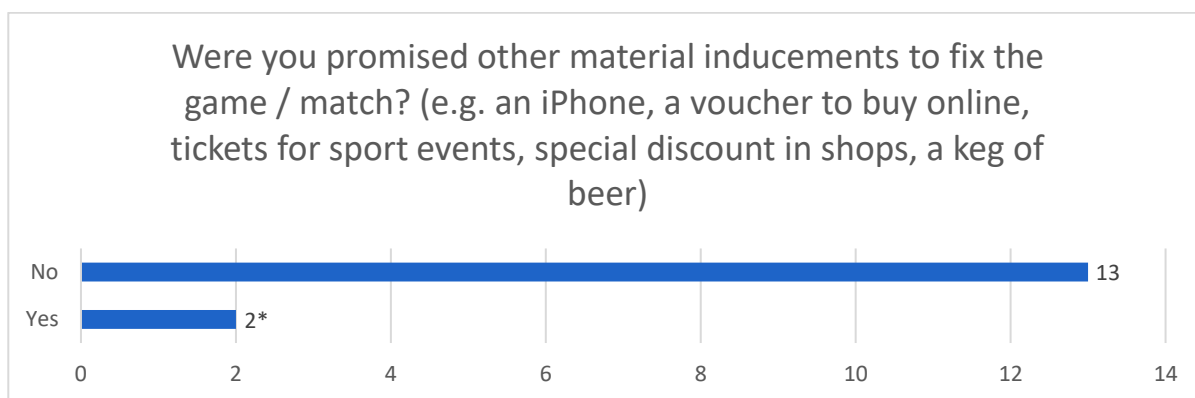 Were you promised other material inducements to fix the
game / match? (e.g. an iPhone, a voucher to buy online,
tickets for sport events, special discount in shops, a keg of
beer)
No 13
Yes 2*
0 2 4 6 8 10 12 14